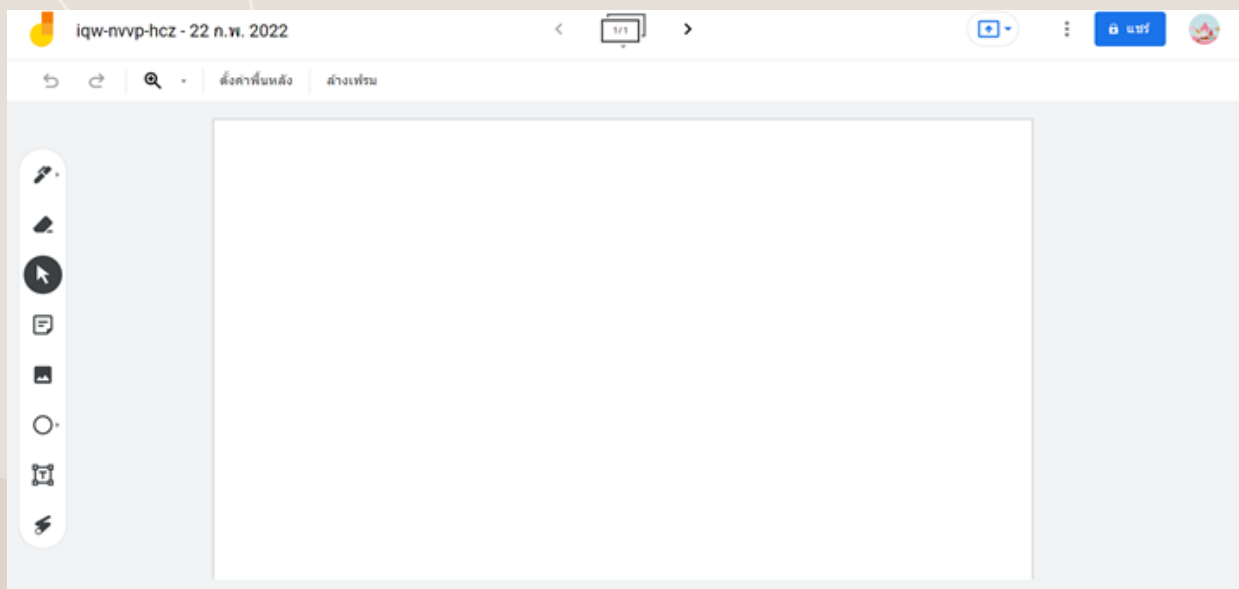 iqw-nvvp-hcz - 22 ก.พ. 2022
1/1
แชร์
ตั้งค่าพื้นหลัง
ล้างเฟรม